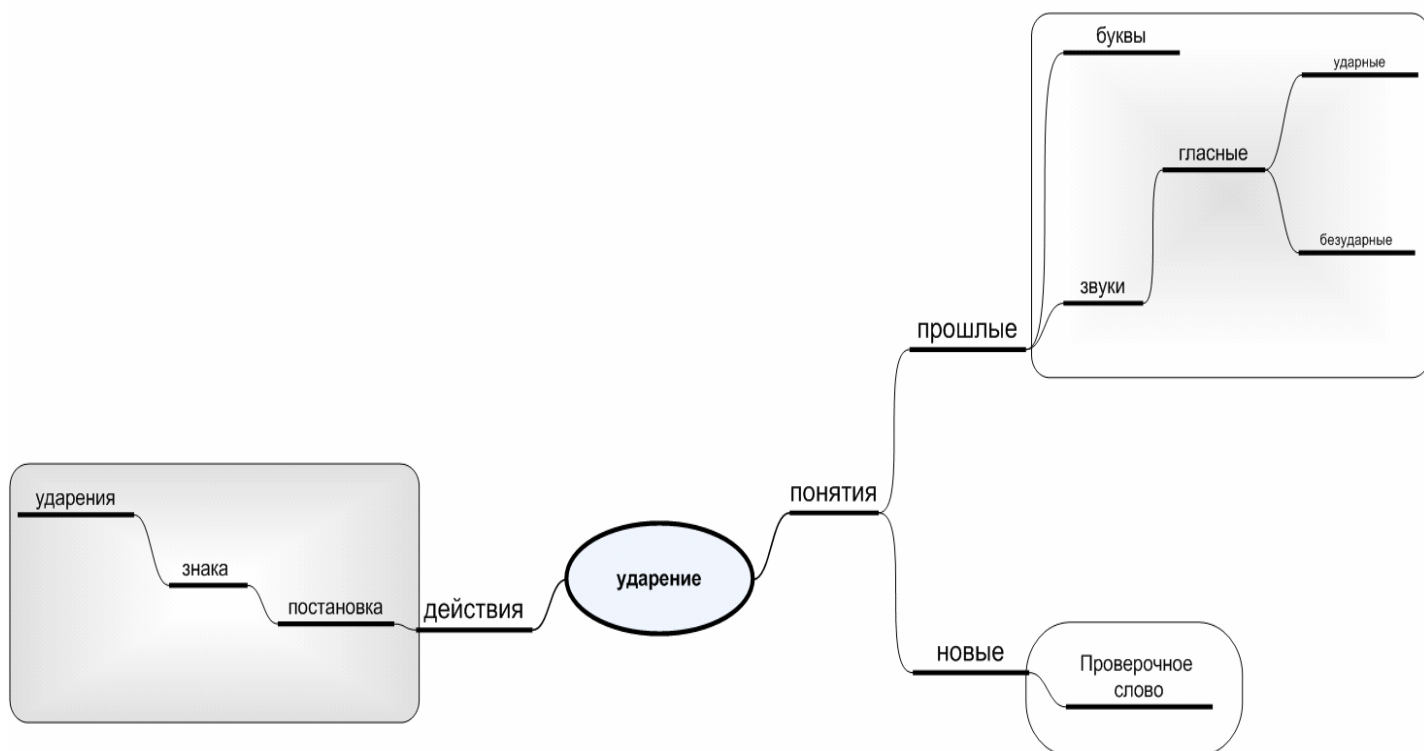 буквы
ударные
гласные
безударные
звуки
прошлые
понятия
ударения
знака
постановка
действия
ударение
новые
Проверочное
слово